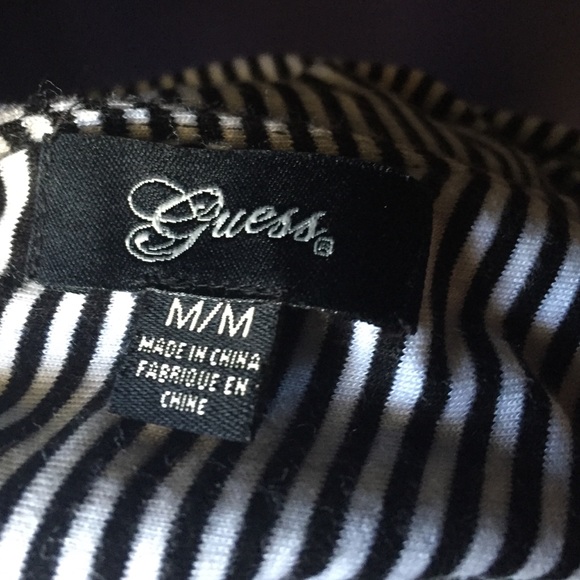 Guess®
M/M
MADE IN CHINA
FABRIQUE EN
CHINE